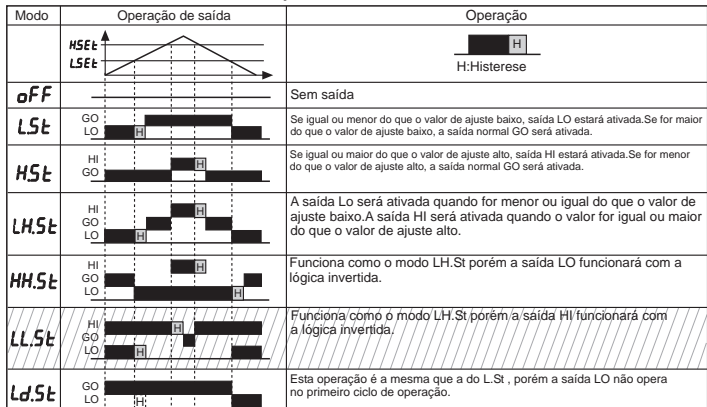 Modo Operação de saída Operação
HSEt
LSEt
H
H:Histerese
oFF Sem saída
L.St
GO
LO H
Se igual ou menor do que o valor de ajuste baixo, saída LO estará ativada.Se for maior
do que o valor de ajuste baixo, a saída normal GO será ativada.
H.St
HI H
GO
Se igual ou maior do que o valor de ajuste alto, saída HI estará ativada.Se for menor
do que o valor de ajuste alto, a saída normal GO será ativada.
LH.St
HI H
GO
LO H
A saída Lo será ativada quando for menor ou igual do que o valor de
ajuste baixo.A saída HI será ativada quando o valor for igual ou maior
do que o valor de ajuste alto.
HH.St
HI H
GO
LO H
Funciona como o modo LH.St porém a saída LO funcionará com a
lógica invertida.
LL.St
HI H
GO
LO H
Funciona como o modo LH.St porém a saída HI funcionará com
a lógica invertida.
Ld.St
GO
LO H
Esta operação é a mesma que a do L.St , porém a saída LO não opera
no primeiro ciclo de operação.